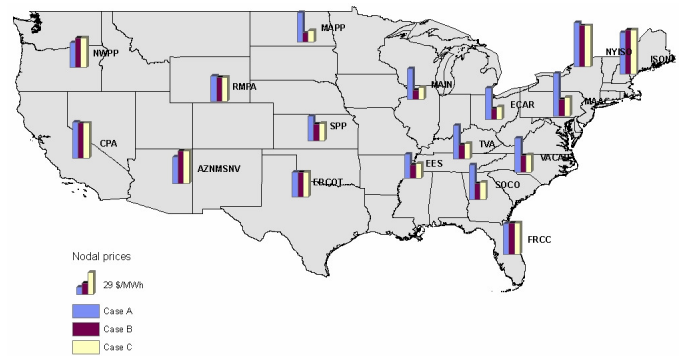 MAPP
NWPP
NYISO
ISONE
MAIN
RMPA
ECAR
MAAC
SPP
CPA
TVA
VACAR
EES
AZNMSNV
ERCOT
SOCO
FRCC
Nodal prices
29 $/MWh
Case A
Case B
Case C